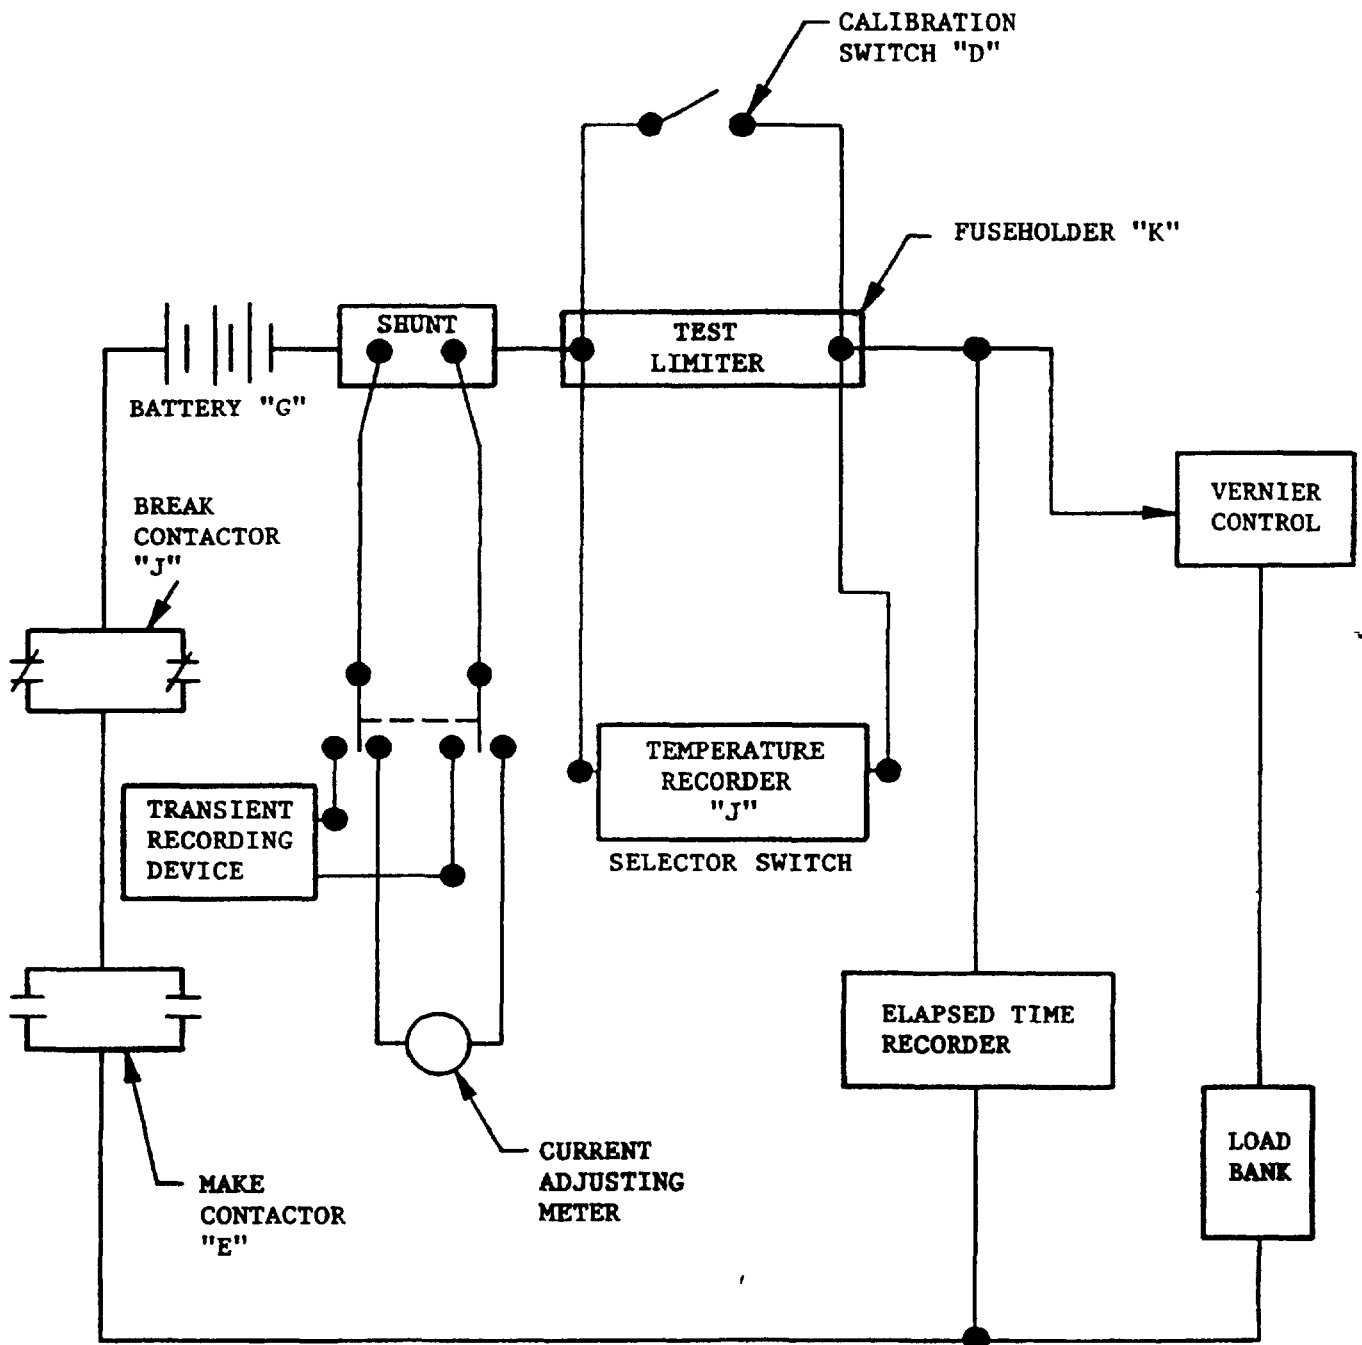 CALIBRATION
SWITCH "D"
FUSEHOLDER "K"
SHUNT
TEST
LIMITER
BATTERY "G"
VERNIER
CONTROL
BREAK
CONTACTOR
"J"
TEMPERATURE
RECORDER
"J"
SELECTOR SWITCH
TRANSIENT
RECORDING
DEVICE
ELAPSED TIME
RECORDER
LOAD
BANK
CURRENT
ADJUSTING
METER
MAKE
CONTACTOR
"E"